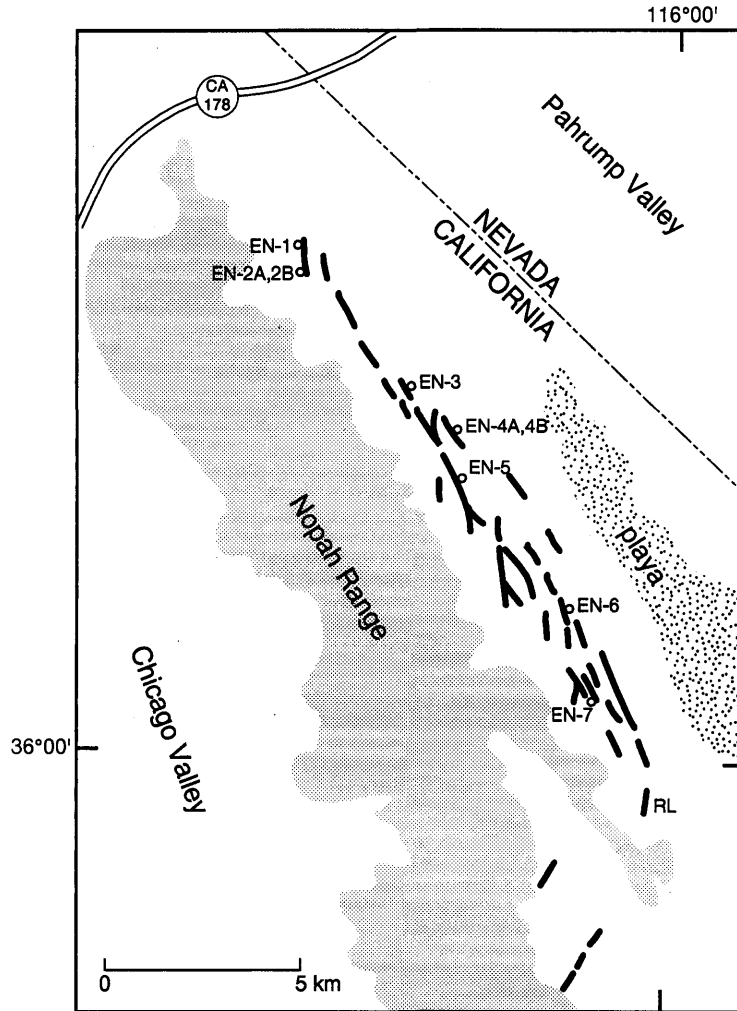 116°00'
CA
178
Pahrump Valley
NEVADA
CALIFORNIA
EN-1
EN-2A,2B
EN-3
EN-4A,4B
EN-5
Nopah Range
playa
EN-6
Chicago Valley
EN-7
36°00'
RL
0 5 km